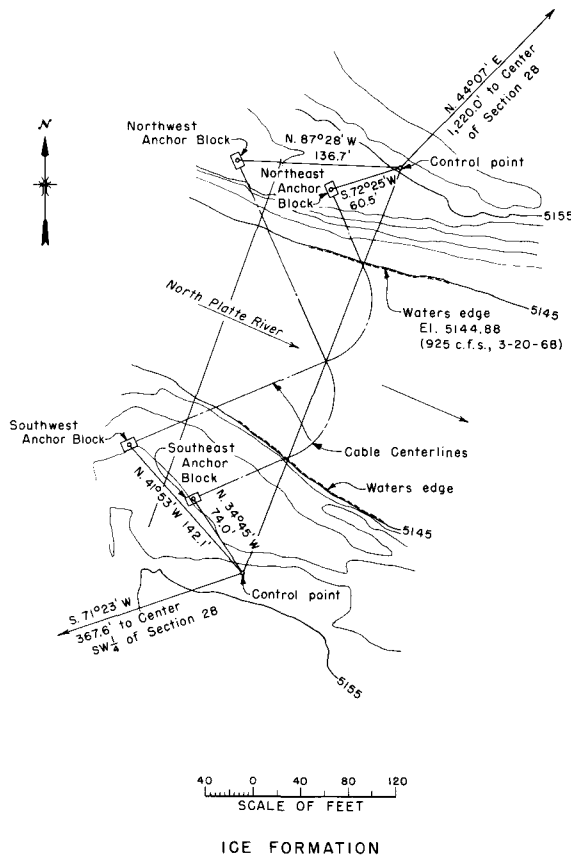 N
N. 44°07' E
1,220.0' to Center
of Section 28
Northwest
Anchor Block
N. 87°28' W
136.7'
Control point
Northeast
Anchor
Block
S. 72°25' W
60.5'
5155
5145
Waters edge
El. 5144.88
(925 c.f.s., 3-20-68)
North Platte River
Southwest
Anchor Block
Southeast
Anchor
Block
Cable Centerlines
Waters edge
N. 34°45' W
74.0'
N. 41°53' W 142.1'
5145
S. 71°23' W
367.6' to Center
SW 1/4 of Section 28
Control point
5155
40 0 40 80 120
SCALE OF FEET
ICE FORMATION